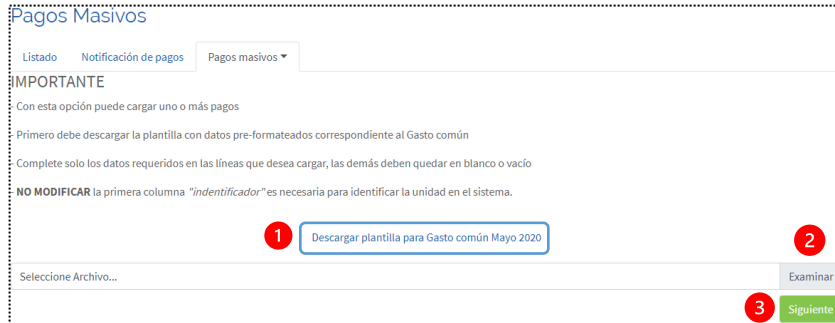 Pagos Masivos
Listado Notificación de pagos Pagos masivos
IMPORTANTE
Con esta opción puede cargar uno o más pagos
Primero debe descargar la plantilla con datos pre-formateados correspondiente al Gasto común
Complete solo los datos requeridos en las líneas que desea cargar, las demás deben quedar en blanco o vacío
NO MODIFICAR la primera columna "indentificador" es necesaria para identificar la unidad en el sistema.
1 Descargar plantilla para Gasto común Mayo 2020
2
Seleccione Archivo... Examinar
3 Siguiente